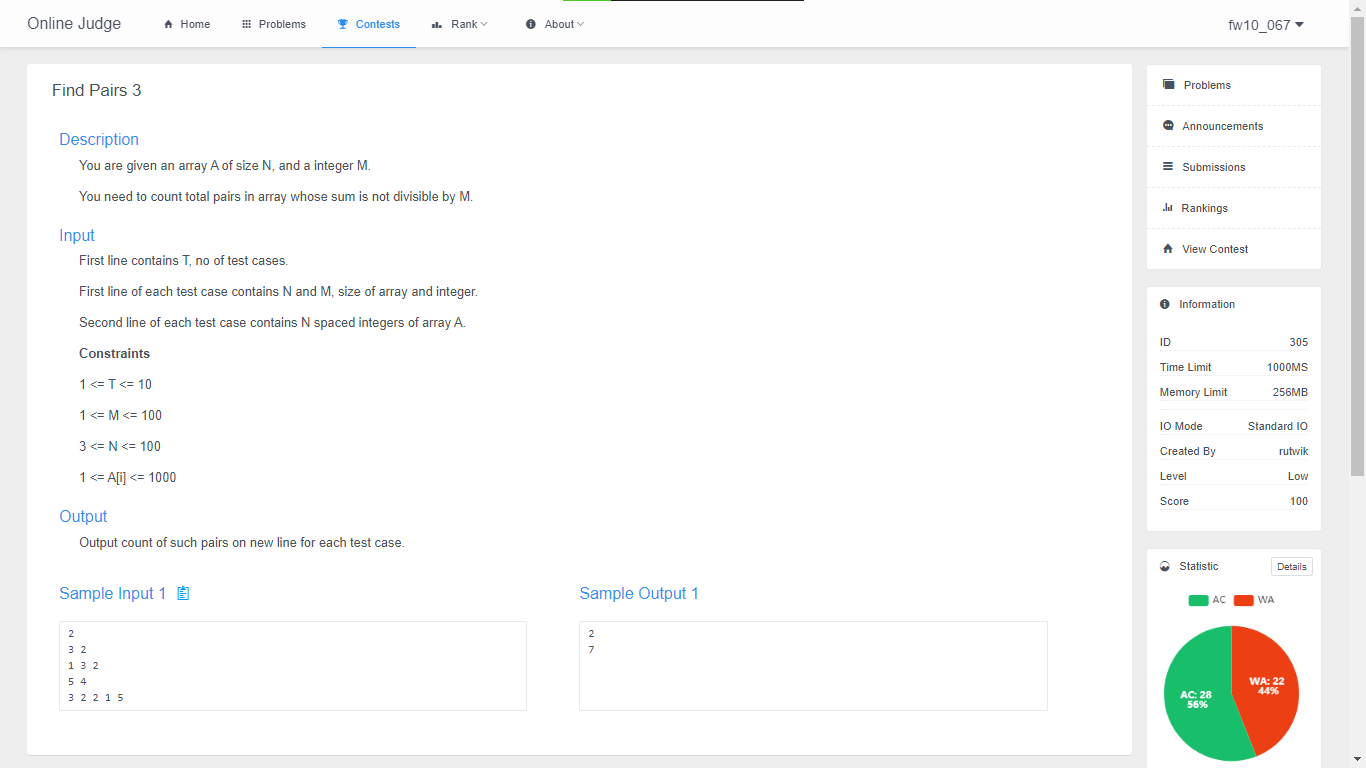 Online Judge
Home
Problems
Contests
Rank
About
fw10_067
Find Pairs 3
Description
You are given an array A of size N, and a integer M.
You need to count total pairs in array whose sum is not divisible by M.
Input
First line contains T, no of test cases.
First line of each test case contains N and M, size of array and integer.
Second line of each test case contains N spaced integers of array A.
Constraints
1 <= T <= 10
1 <= M <= 100
3 <= N <= 100
1 <= A[i] <= 1000
Output
Output count of such pairs on new line for each test case.
Sample Input 1
2
3 2
1 3 2
5 4
3 2 2 1 5
Sample Output 1
2
7
Problems
Announcements
Submissions
Rankings
View Contest
Information
ID 305
Time Limit 1000MS
Memory Limit 256MB
IO Mode Standard IO
Created By rutwik
Level Low
Score 100
Statistic
Details
AC WA
AC: 28
56%
WA: 22
44%